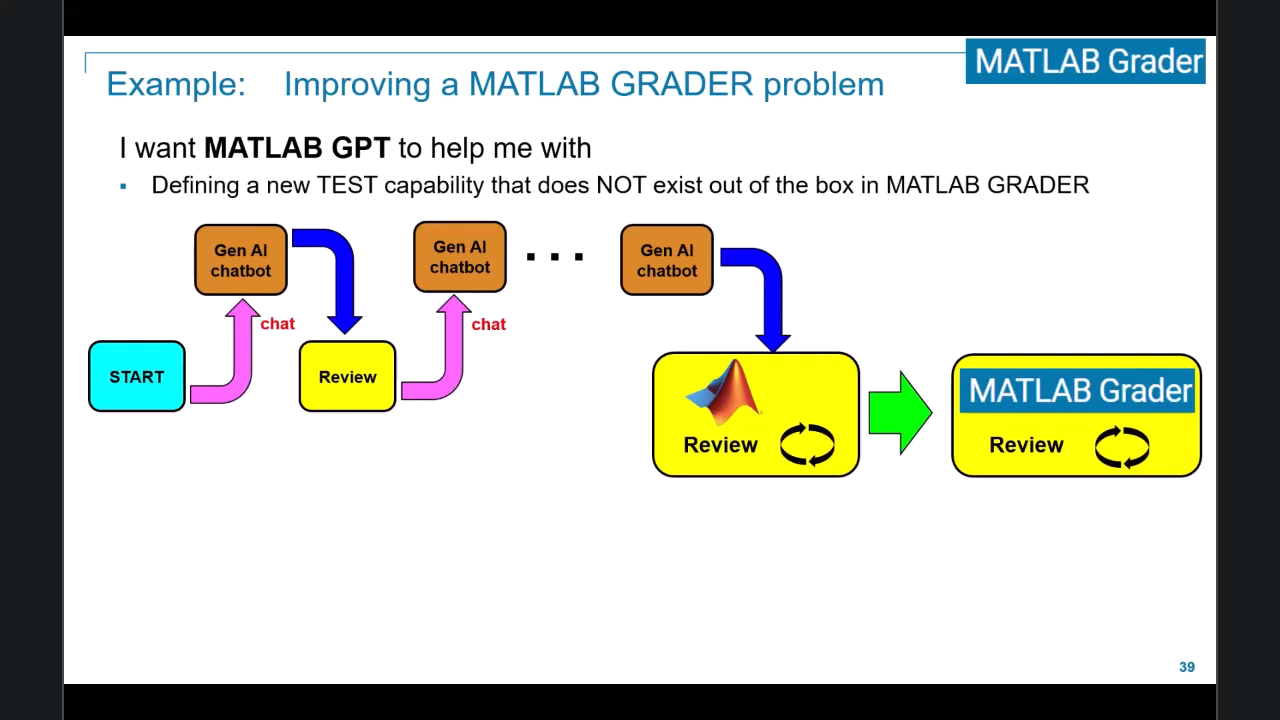 MATLAB Grader
Example: Improving a MATLAB GRADER problem
I want MATLAB GPT to help me with
▪ Defining a new TEST capability that does NOT exist out of the box in MATLAB GRADER
Gen AI
chatbot
Gen AI
chatbot
...
Gen AI
chatbot
chat
chat
START
Review
Review
MATLAB Grader
Review
39